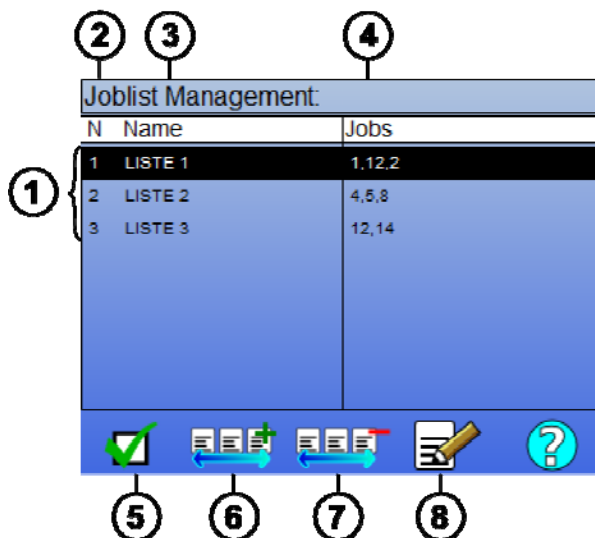 2 3 4
Joblist Management:
N Name Jobs
1 LISTE 1 1,12,2
1
2 LISTE 2 4,5,8
3 LISTE 3 12,14
?
5 6 7 8